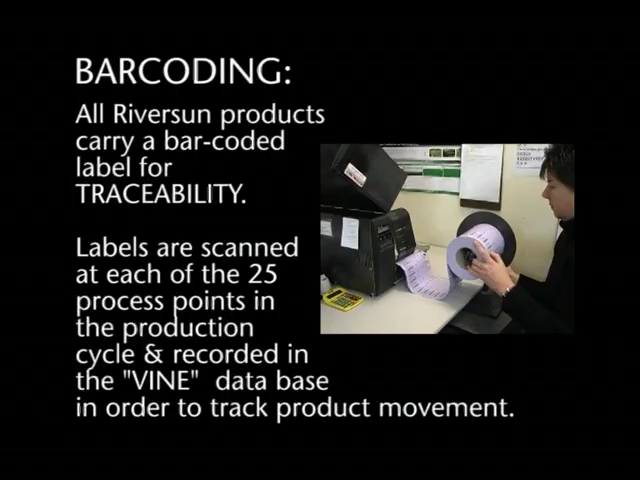 BARCODING:
All Riversun products
carry a bar-coded
label for
TRACEABILITY.
Labels are scanned
at each of the 25
process points in
the production
cycle & recorded in
the "VINE" data base
in order to track product movement.